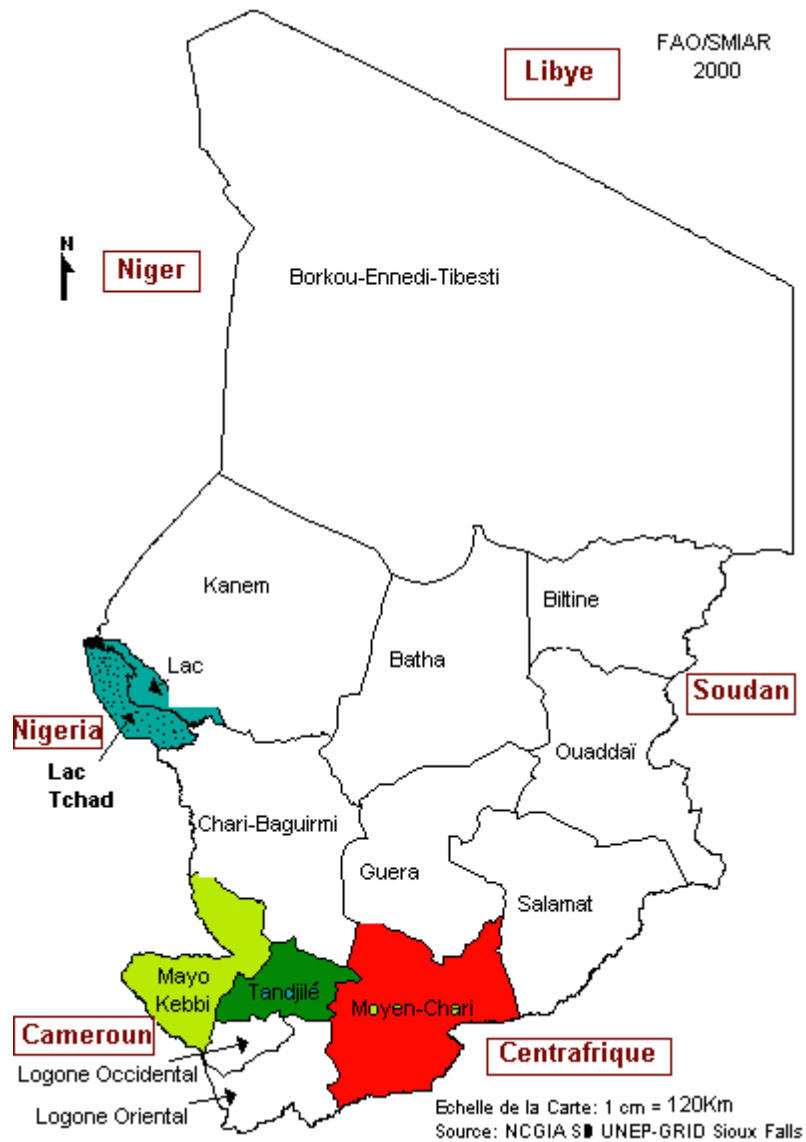 FAO/SMIAR
2000
Libye
N
Niger
Borkou-Ennedi-Tibesti
Kanem
Biltine
Batha
Lac
Soudan
Nigeria
Lac
Tchad
Ouaddaï
Chari-Baguirmi
Guera
Salamat
Mayo
Kebbi
Tandjilé
Moyen-Chari
Cameroun
Centrafrique
Logone Occidental
Logone Oriental
Echelle de la Carte: 1 cm = 120Km
Source: NCGIA UNEP-GRID Sioux Falls